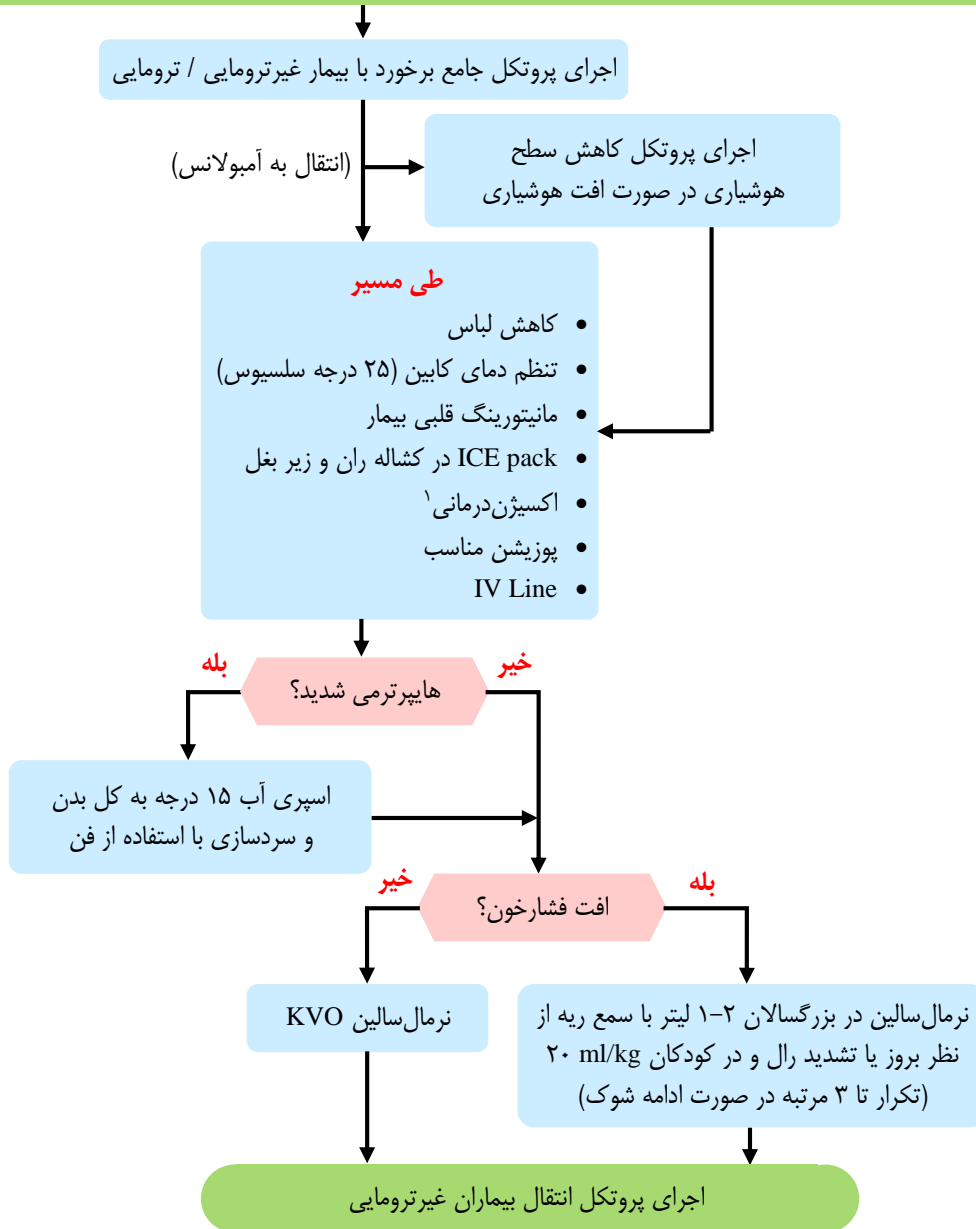 اجرای پروتکل جامع برخورد با بیمار غیرترومایی / ترومایی
(انتقال به آمبولانس)
اجرای پروتکل کاهش سطح
هوشیاری در صورت افت هوشیاری
طی مسیر
• کاهش لباس
• تنظم دمای کابین (۲۵ درجه سلسیوس)
• مانیتورینگ قلبی بیمار
• ICE pack در کشاله ران و زیر بغل
• اکسیژن‌درمانی۱
• پوزیشن مناسب
• IV Line
هایپرترمی شدید؟
خیر
بله
اسپری آب ۱۵ درجه به کل بدن
و سردسازی با استفاده از فن
افت فشارخون؟
بله
خیر
نرمال‌سالین در بزرگسالان ۲-۱ لیتر با سمع ریه از
نظر بروز یا تشدید رال و در کودکان ۲۰ ml/kg
(تکرار تا ۳ مرتبه در صورت ادامه شوک)
نرمال‌سالین KVO
اجرای پروتکل انتقال بیماران غیرترومایی